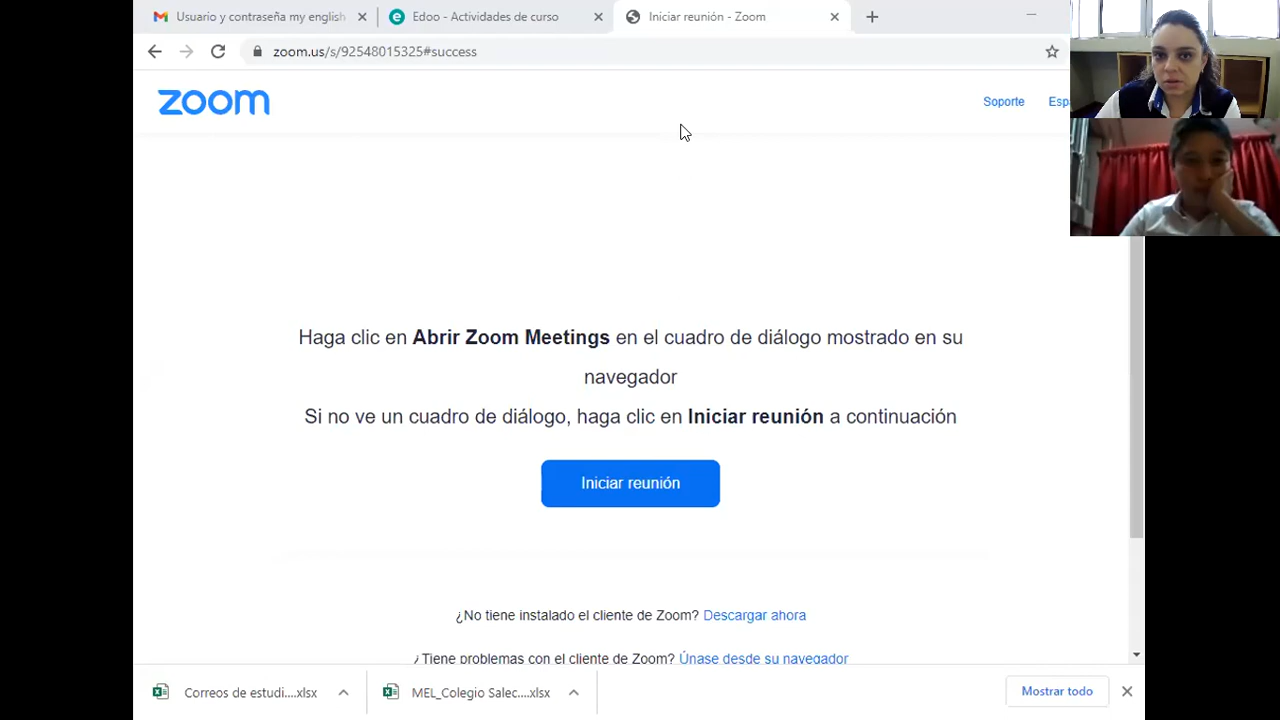 Usuario y contraseña my english
Edoo - Actividades de curso
Iniciar reunión - Zoom
zoom.us/s/92548015325#success
zoom
Soporte
Espa
Haga clic en Abrir Zoom Meetings en el cuadro de diálogo mostrado en su
navegador
Si no ve un cuadro de diálogo, haga clic en Iniciar reunión a continuación
Iniciar reunión
¿No tiene instalado el cliente de Zoom? Descargar ahora
¿Tiene problemas con el cliente de Zoom? Únase desde su navegador
Correos de estudi....xlsx
MEL_Colegio Salec....xlsx
Mostrar todo